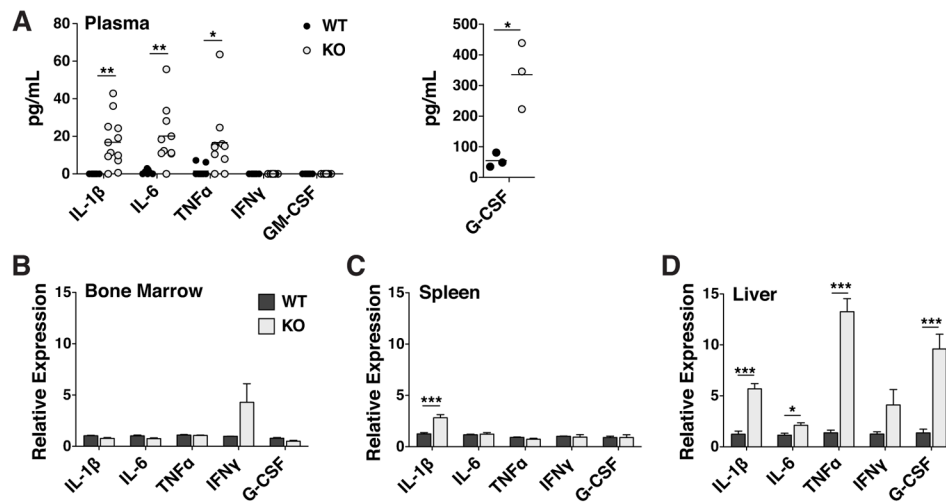 A
Plasma
WT
KO
pg/mL
80
60
40
20
0
**
**
*
IL-1β
IL-6
TNFα
IFNγ
GM-CSF
pg/mL
500
400
300
200
100
0
*
G-CSF
B
Bone Marrow
WT
KO
Relative Expression
15
10
5
0
IL-1β
IL-6
TNFα
IFNγ
G-CSF
C
Spleen
Relative Expression
15
10
5
0
***
IL-1β
IL-6
TNFα
IFNγ
G-CSF
D
Liver
Relative Expression
15
10
5
0
***
*
***
***
IL-1β
IL-6
TNFα
IFNγ
G-CSF